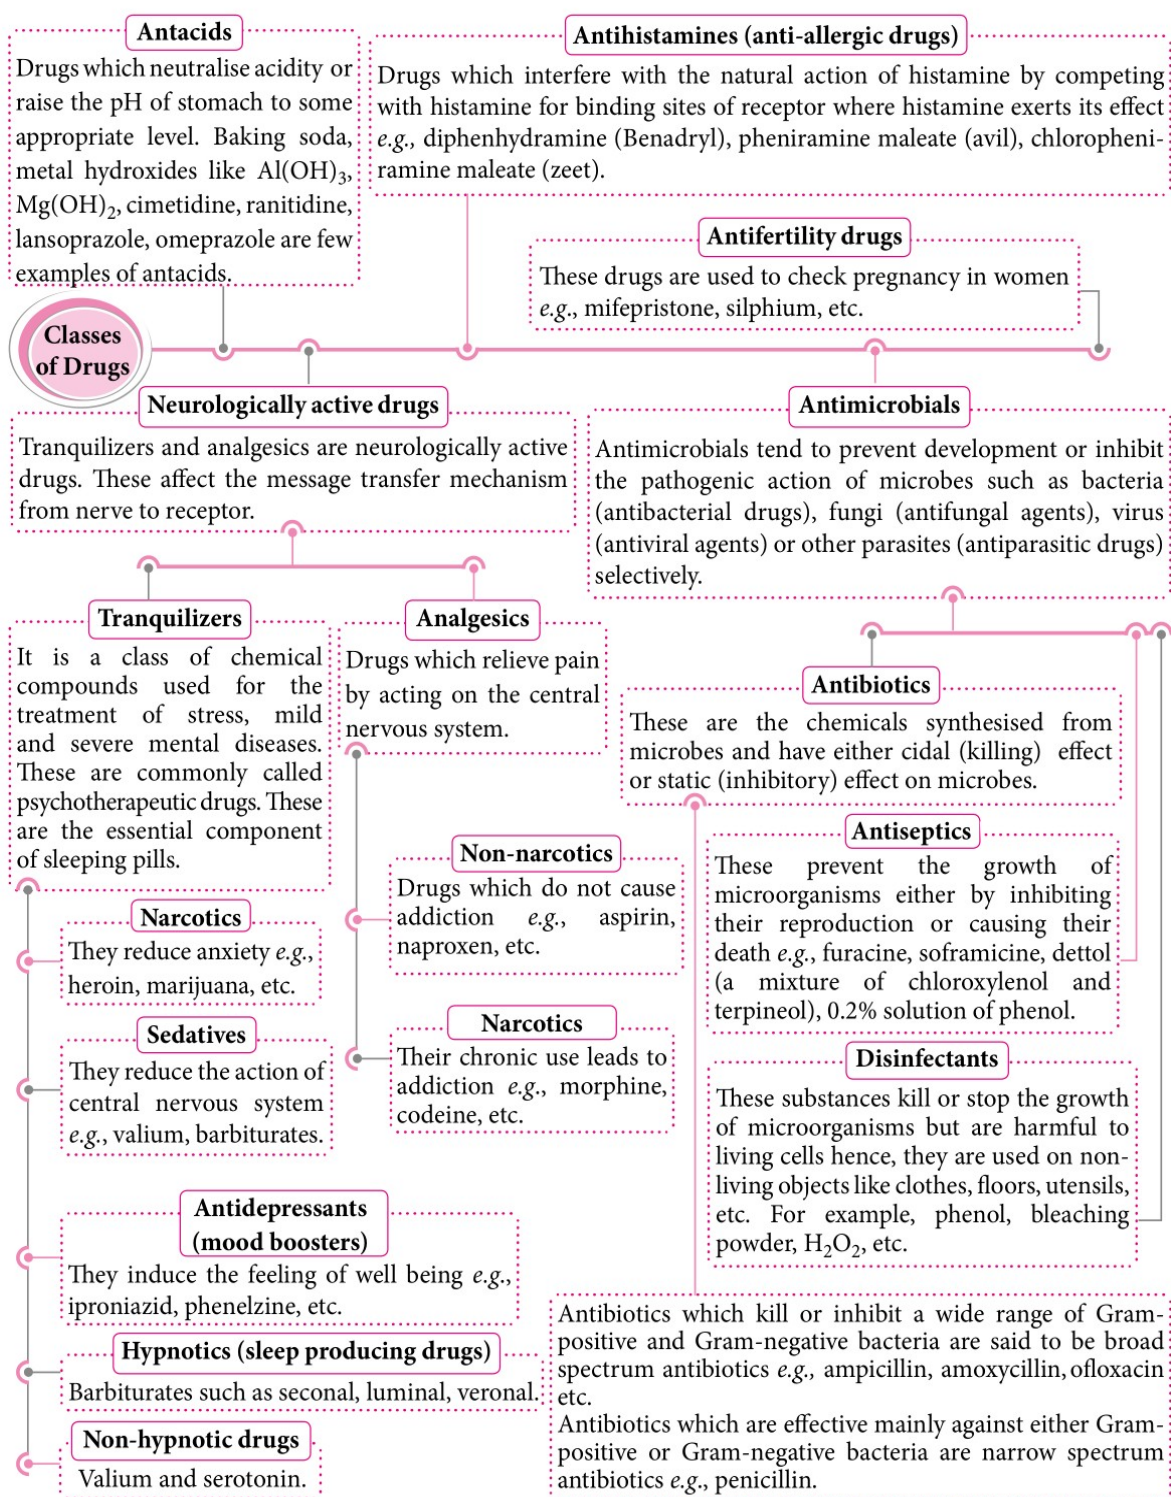 Antacids
Drugs which neutralise acidity or
raise the pH of stomach to some
appropriate level. Baking soda,
metal hydroxides like Al(OH)₃,
Mg(OH)₂, cimetidine, ranitidine,
lansoprazole, omeprazole are few
examples of antacids.
Antihistamines (anti-allergic drugs)
Drugs which interfere with the natural action of histamine by competing
with histamine for binding sites of receptor where histamine exerts its effect
e.g., diphenhydramine (Benadryl), pheniramine maleate (avil), chloropheni-
ramine maleate (zeet).
Antifertility drugs
These drugs are used to check pregnancy in women
e.g., mifepristone, silphium, etc.
Classes
of Drugs
Neurologically active drugs
Tranquilizers and analgesics are neurologically active
drugs. These affect the message transfer mechanism
from nerve to receptor.
Antimicrobials
Antimicrobials tend to prevent development or inhibit
the pathogenic action of microbes such as bacteria
(antibacterial drugs), fungi (antifungal agents), virus
(antiviral agents) or other parasites (antiparasitic drugs)
selectively.
Tranquilizers
It is a class of chemical
compounds used for the
treatment of stress, mild
and severe mental diseases.
These are commonly called
psychotherapeutic drugs. These
are the essential component
of sleeping pills.
Analgesics
Drugs which relieve pain
by acting on the central
nervous system.
Antibiotics
These are the chemicals synthesised from
microbes and have either cidal (killing) effect
or static (inhibitory) effect on microbes.
Non-narcotics
Drugs which do not cause
addiction e.g., aspirin,
naproxen, etc.
Antiseptics
These prevent the growth of
microorganisms either by inhibiting
their reproduction or causing their
death e.g., furacine, soframicine, dettol
(a mixture of chloroxylenol and
terpineol), 0.2% solution of phenol.
Narcotics
They reduce anxiety e.g.,
heroin, marijuana, etc.
Narcotics
Their chronic use leads to
addiction e.g., morphine,
codeine, etc.
Sedatives
They reduce the action of
central nervous system
e.g., valium, barbiturates.
Disinfectants
These substances kill or stop the growth
of microorganisms but are harmful to
living cells hence, they are used on non-
living objects like clothes, floors, utensils,
etc. For example, phenol, bleaching
powder, H₂O₂, etc.
Antidepressants
(mood boosters)
They induce the feeling of well being e.g.,
iproniazid, phenelzine, etc.
Hypnotics (sleep producing drugs)
Barbiturates such as seconal, luminal, veronal.
Non-hypnotic drugs
Valium and serotonin.
Antibiotics which kill or inhibit a wide range of Gram-
positive and Gram-negative bacteria are said to be broad
spectrum antibiotics e.g., ampicillin, amoxycillin, ofloxacin
etc.
Antibiotics which are effective mainly against either Gram-
positive or Gram-negative bacteria are narrow spectrum
antibiotics e.g., penicillin.